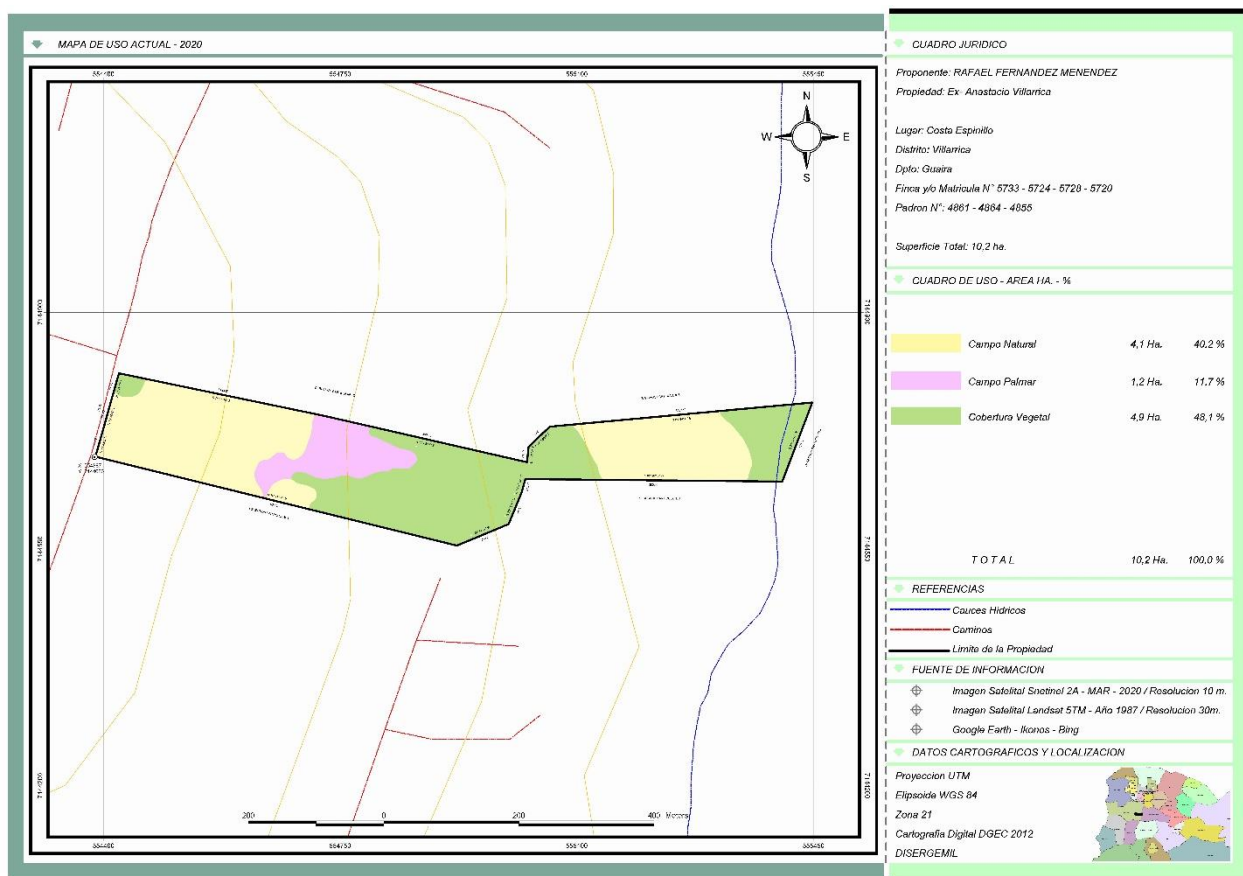 MAPA DE USO ACTUAL - 2020
554750
555100
N
W
E
S
200
0
200
400
Meters
CUADRO JURIDICO
Proponente: RAFAEL FERNANDEZ MENENDEZ
Propiedad: Ex- Anastacio Villarrica
Lugar: Costa Espinillo
Distrito: Villarrica
Dpto: Guaira
Finca y/o Matricula N° 5733 - 5724 - 5728 - 5720
Padron N°: 4861 - 4864 - 4855
Superficie Total: 10,2 ha.
CUADRO DE USO - AREA HA. - %
Campo Natural 4,1 Ha. 40,2 %
Campo Palmar 1,2 Ha. 11,7 %
Cobertura Vegetal 4,9 Ha. 48,1 %
T O T A L 10,2 Ha. 100,0 %
REFERENCIAS
Cauces Hidricos
Caminos
Limite de la Propiedad
FUENTE DE INFORMACION
Imagen Satelital Snetinel 2A - MAR - 2020 / Resolucion 10 m.
Imagen Satelital Landsat 5TM - Año 1987 / Resolucion 30m.
Google Earth - Ikonos - Bing
DATOS CARTOGRAFICOS Y LOCALIZACION
Proyeccion UTM
Elipsoide WGS 84
Zona 21
Cartografia Digital DGEC 2012
DISERGEMIL